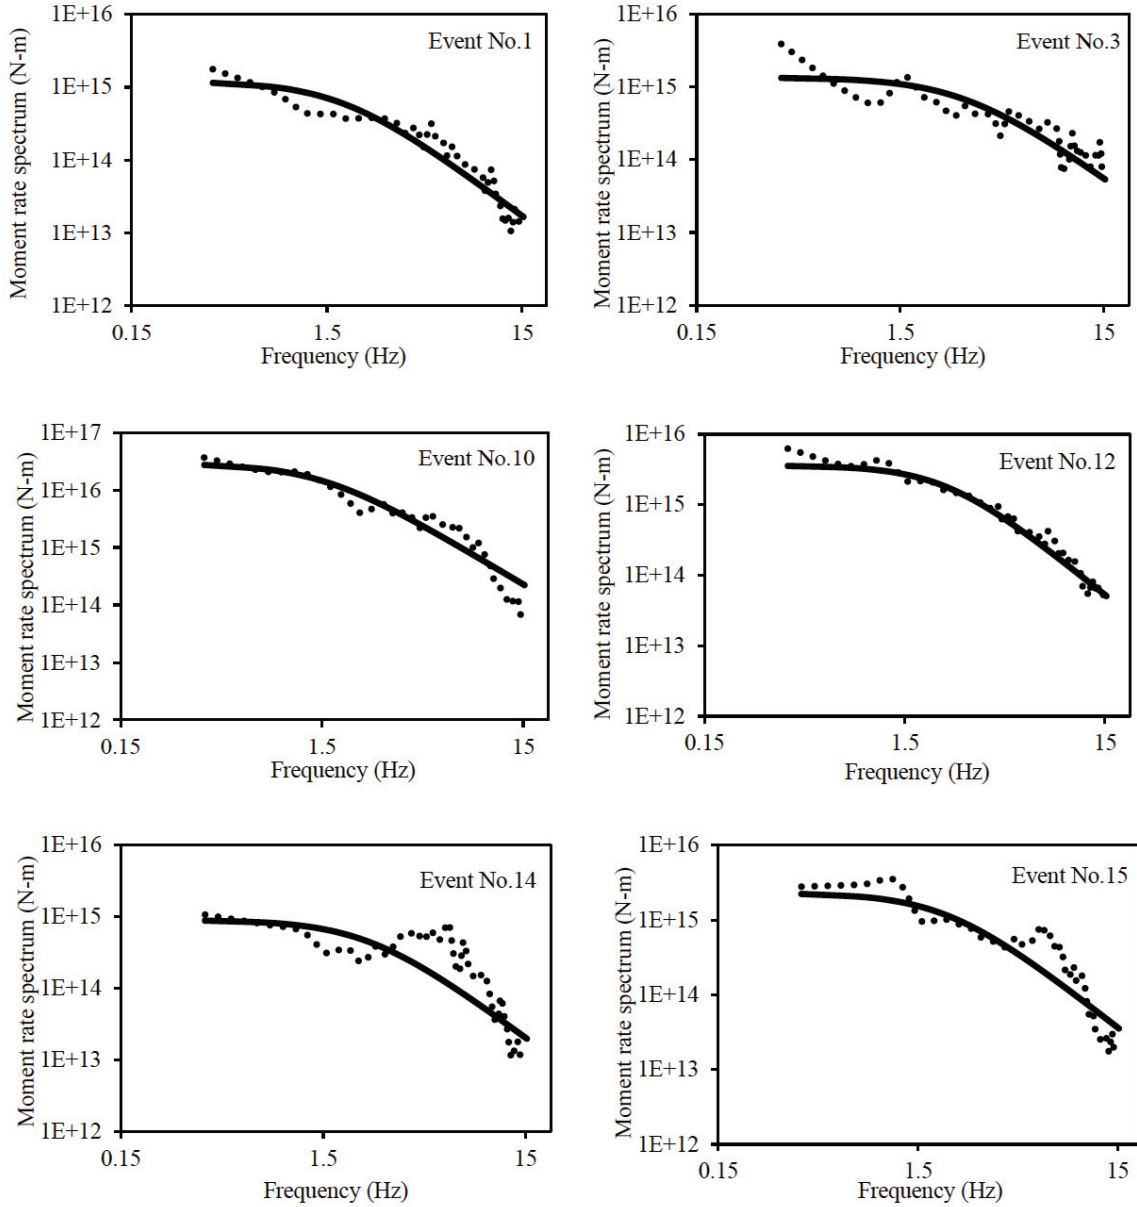 Event No.1
Moment rate spectrum (N-m)
1E+16
1E+15
1E+14
1E+13
1E+12
0.15
1.5
15
Frequency (Hz)
Event No.3
Moment rate spectrum (N-m)
1E+16
1E+15
1E+14
1E+13
1E+12
0.15
1.5
15
Frequency (Hz)
Event No.10
Moment rate spectrum (N-m)
1E+17
1E+16
1E+15
1E+14
1E+13
1E+12
0.15
1.5
15
Frequency (Hz)
Event No.12
Moment rate spectrum (N-m)
1E+16
1E+15
1E+14
1E+13
1E+12
0.15
1.5
15
Frequency (Hz)
Event No.14
Moment rate spectrum (N-m)
1E+16
1E+15
1E+14
1E+13
1E+12
0.15
1.5
15
Frequency (Hz)
Event No.15
Moment rate spectrum (N-m)
1E+16
1E+15
1E+14
1E+13
1E+12
0.15
1.5
15
Frequency (Hz)